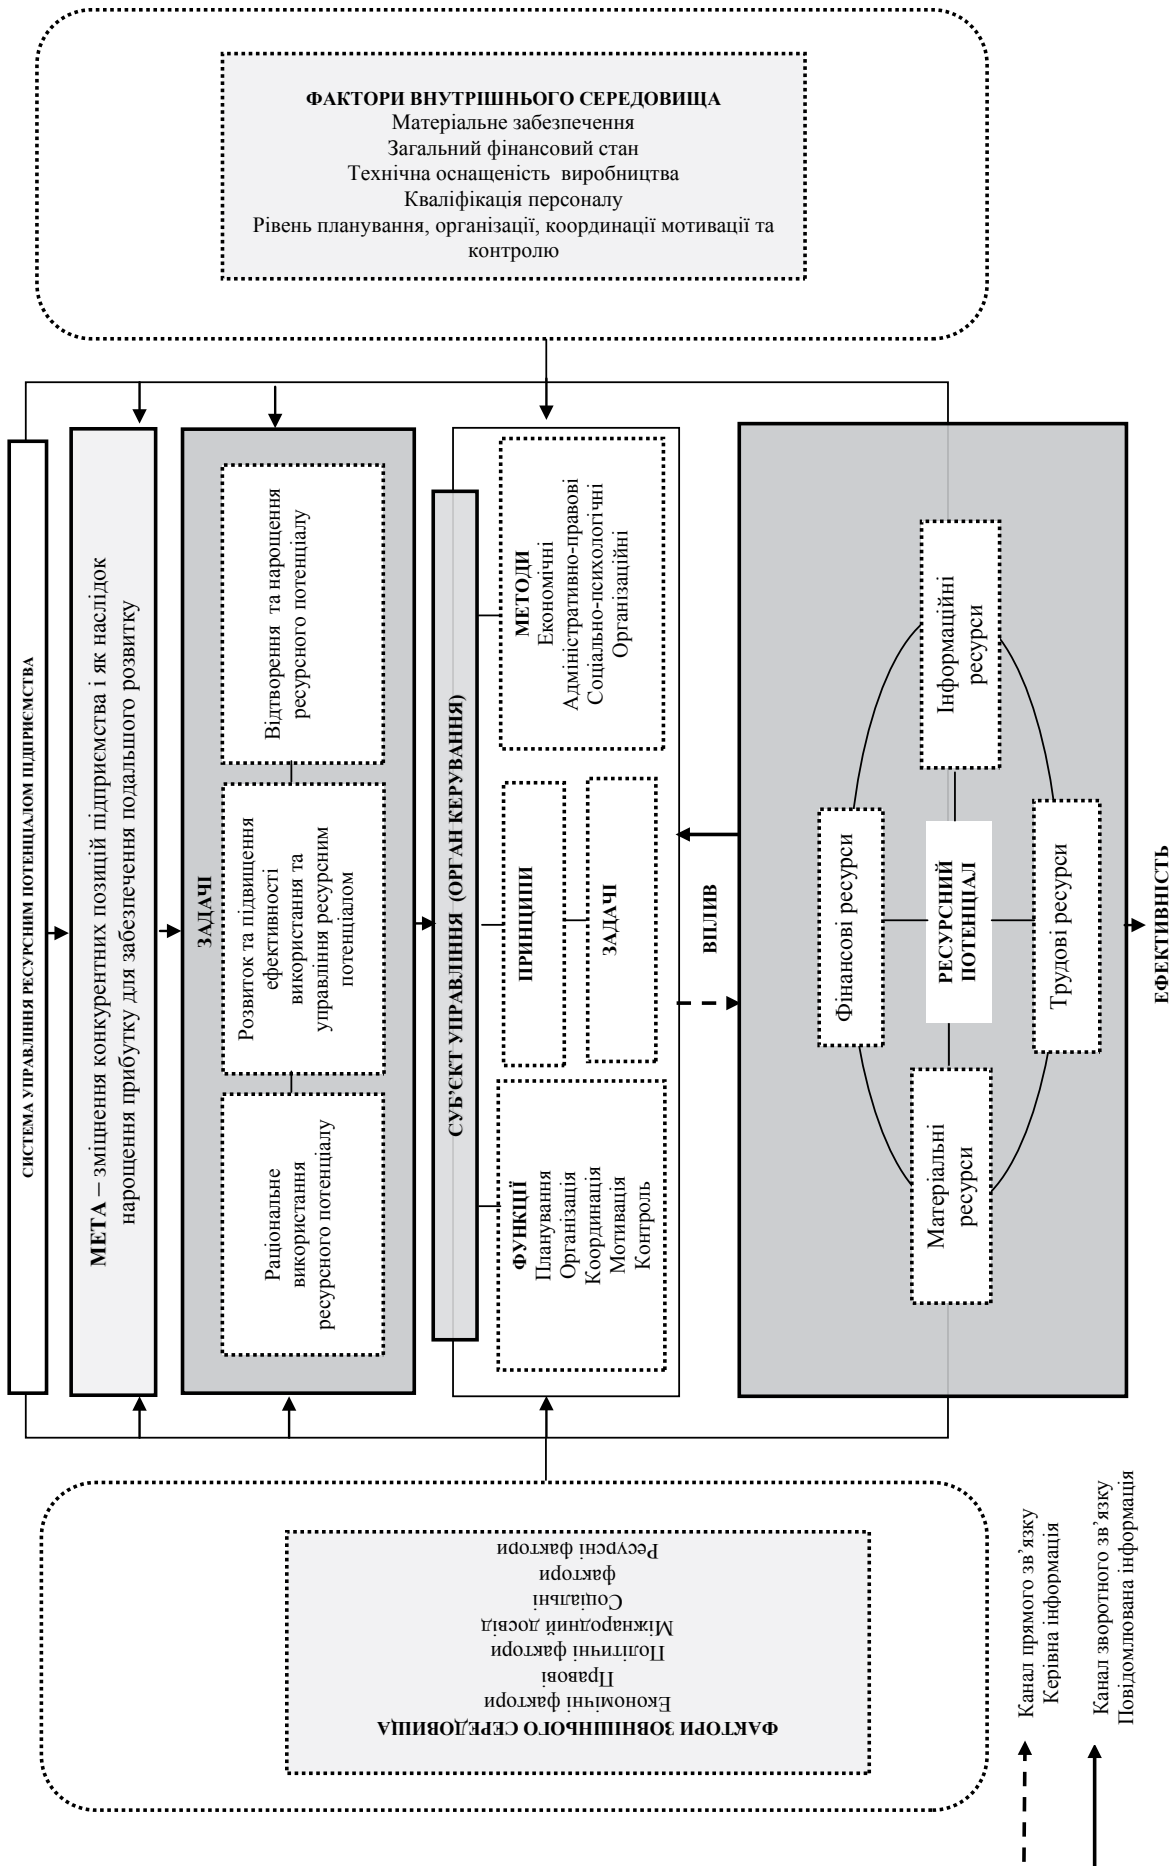 ФАКТОРИ ВНУТРІШНЬОГО СЕРЕДОВИЩА
Матеріальне забезпечення
Загальний фінансовий стан
Технічна оснащеність виробництва
Кваліфікація персоналу
Рівень планування, організації, координації мотивації та
контролю
СИСТЕМА УПРАВЛІННЯ РЕСУРСНИМ ПОТЕНЦІАЛОМ ПІДПРИЄМСТВА
МЕТА – зміцнення конкурентних позицій підприємства і як наслідок
нарощення прибутку для забезпечення подальшого розвитку
ЗАДАЧІ
Раціональне
використання
ресурсного потенціалу
Розвиток та підвищення
ефективності
використання та
управління ресурсним
потенціалом
Відтворення та нарощення
ресурсного потенціалу
СУБ’ЄКТ УПРАВЛІННЯ (ОРГАН КЕРУВАННЯ)
ФУНКЦІЇ
Планування
Організація
Координація
Мотивація
Контроль
ПРИНЦИПИ
ЗАДАЧІ
МЕТОДИ
Економічні
Адміністративно-правові
Соціально-психологічні
Організаційні
ВПЛИВ
Фінансові ресурси
Матеріальні
ресурси
РЕСУРСНИЙ
ПОТЕНЦІАЛ
Інформаційні
ресурси
Трудові ресурси
ЕФЕКТИВНІСТЬ
ФАКТОРИ ЗОВНІШНЬОГО СЕРЕДОВИЩА
Економічні фактори
Правові
Політичні фактори
Міжнародний досвід
Соціальні
фактори
Ресурсні фактори
Канал прямого зв’язку
Керівна інформація
Канал зворотного зв’язку
Повідомлювана інформація